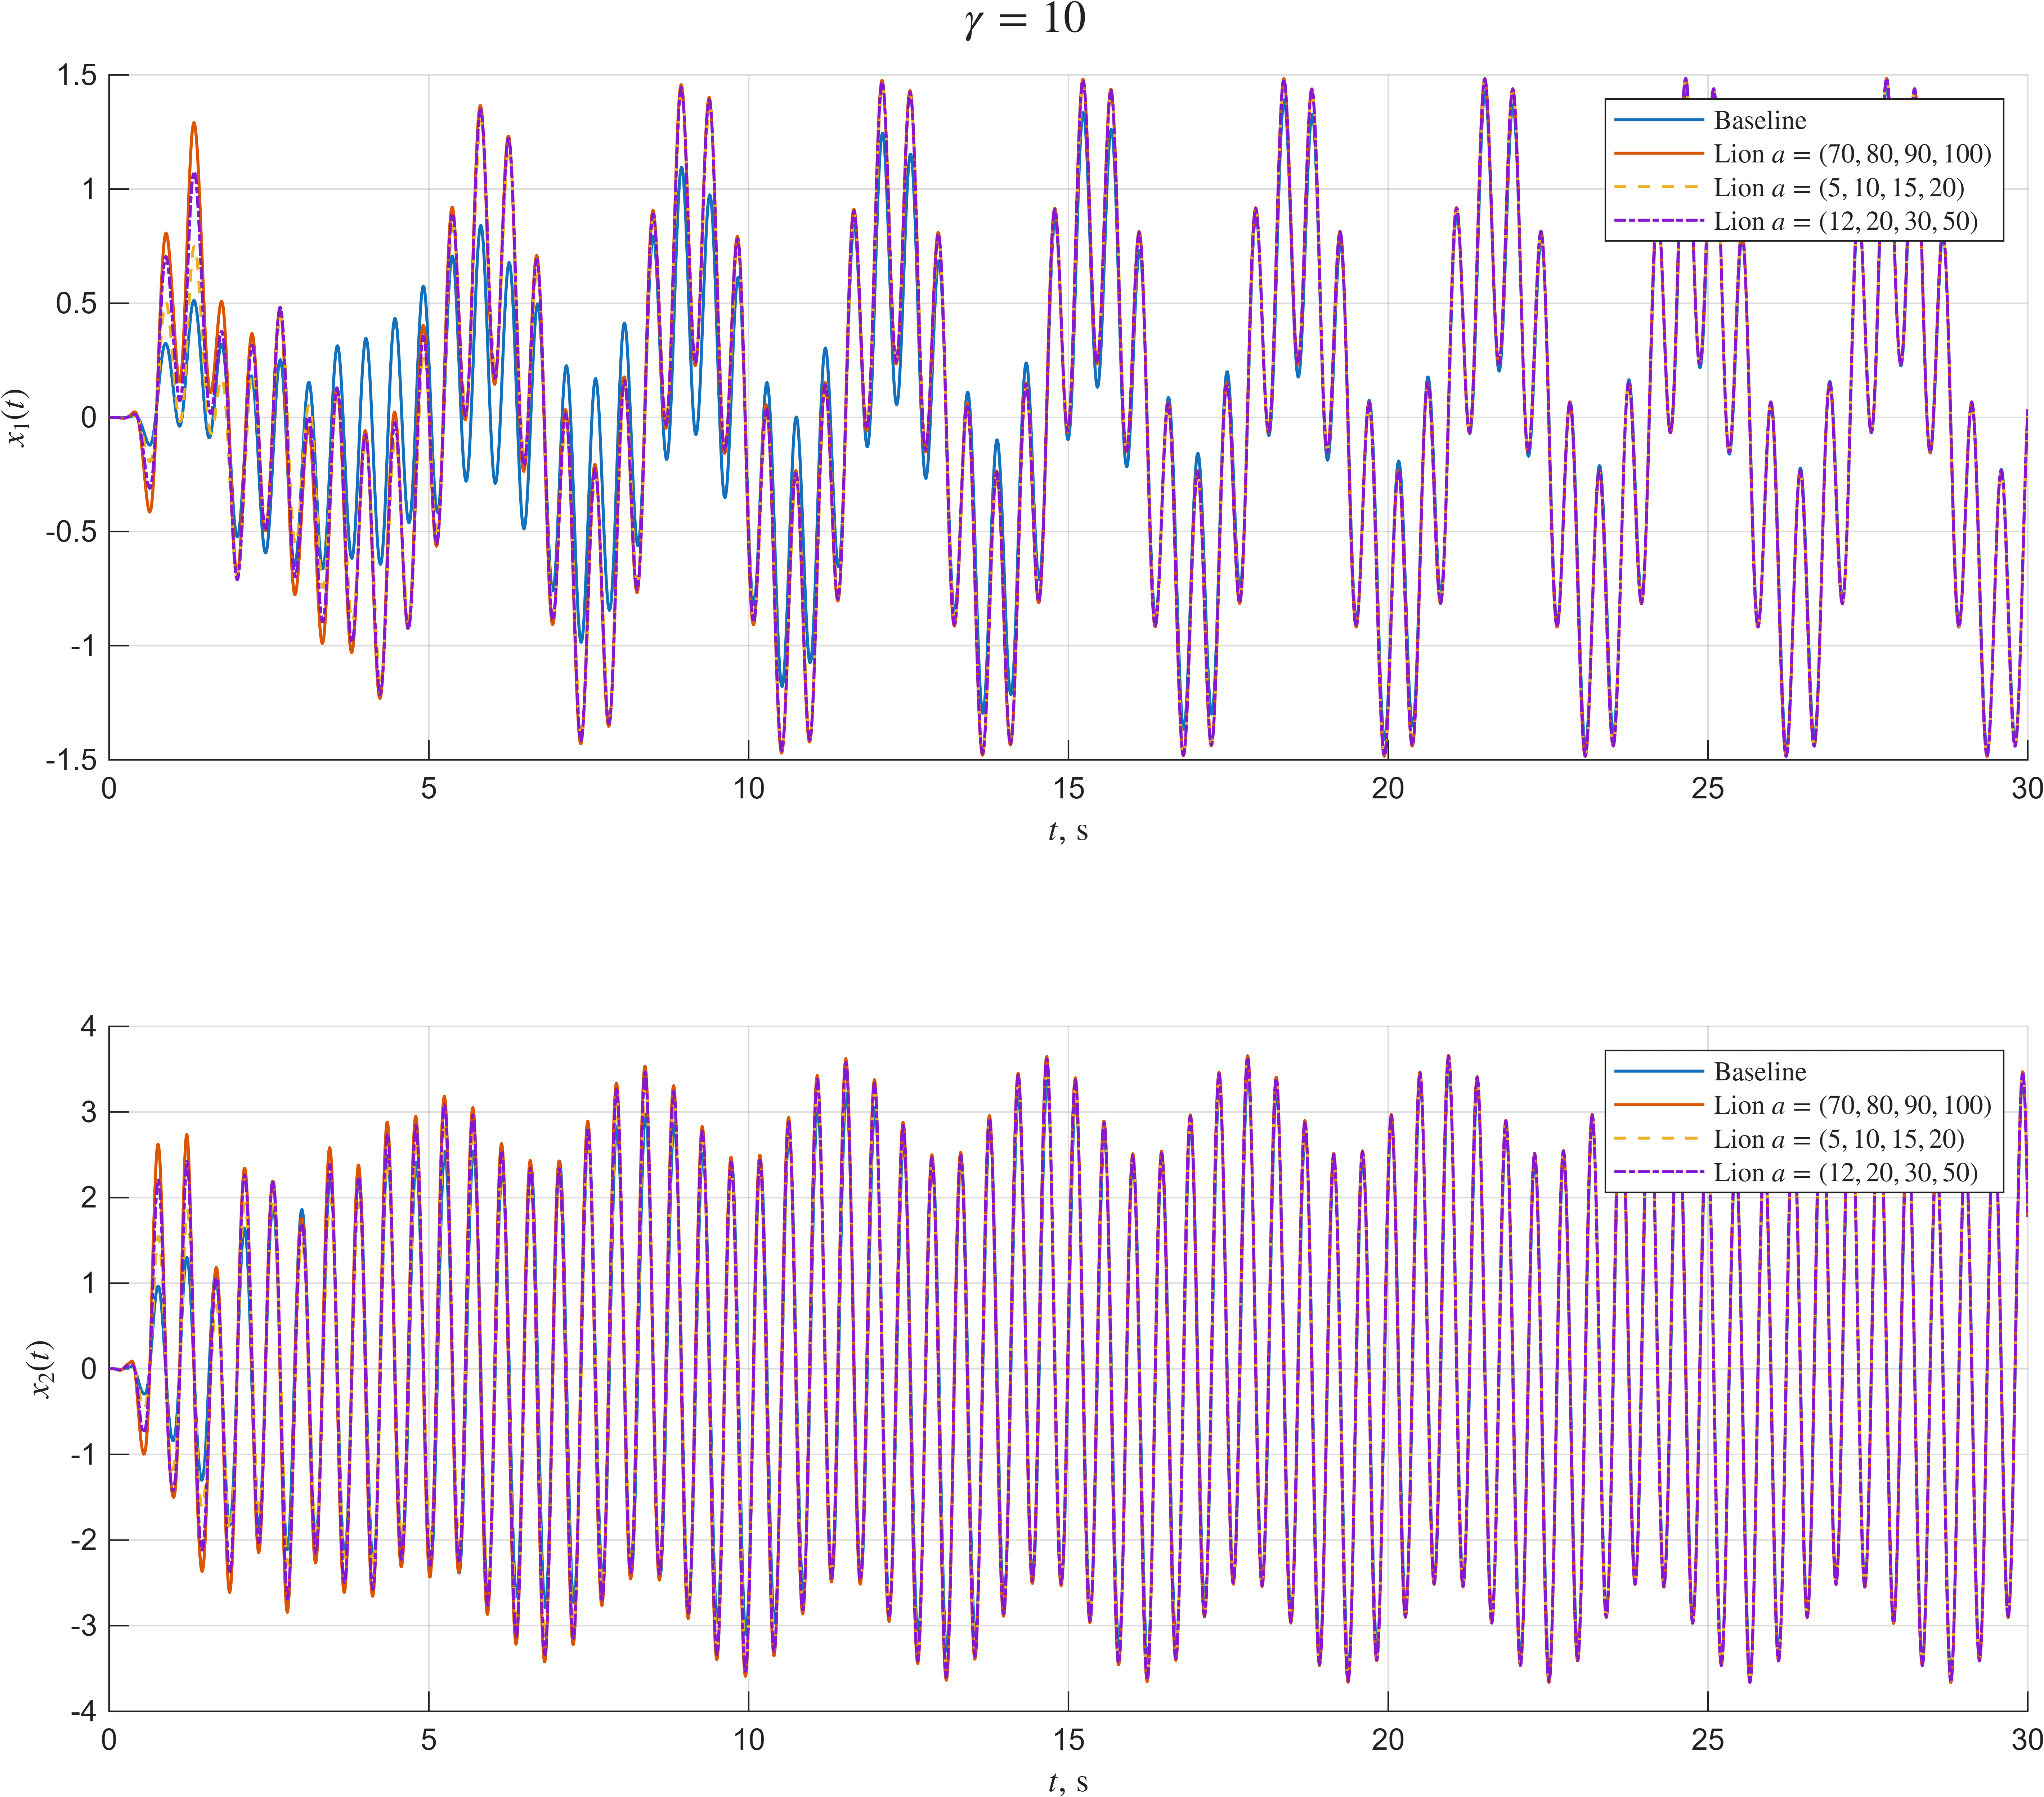 γ = 10
1.5
1
0.5
0
-0.5
-1
-1.5
x1(t)
Baseline
Lion a = (70, 80, 90, 100)
Lion a = (5, 10, 15, 20)
Lion a = (12, 20, 30, 50)
0 5 10 15 20 25 30
t, s
4
3
2
1
0
-1
-2
-3
-4
x2(t)
Baseline
Lion a = (70, 80, 90, 100)
Lion a = (5, 10, 15, 20)
Lion a = (12, 20, 30, 50)
0 5 10 15 20 25 30
t, s